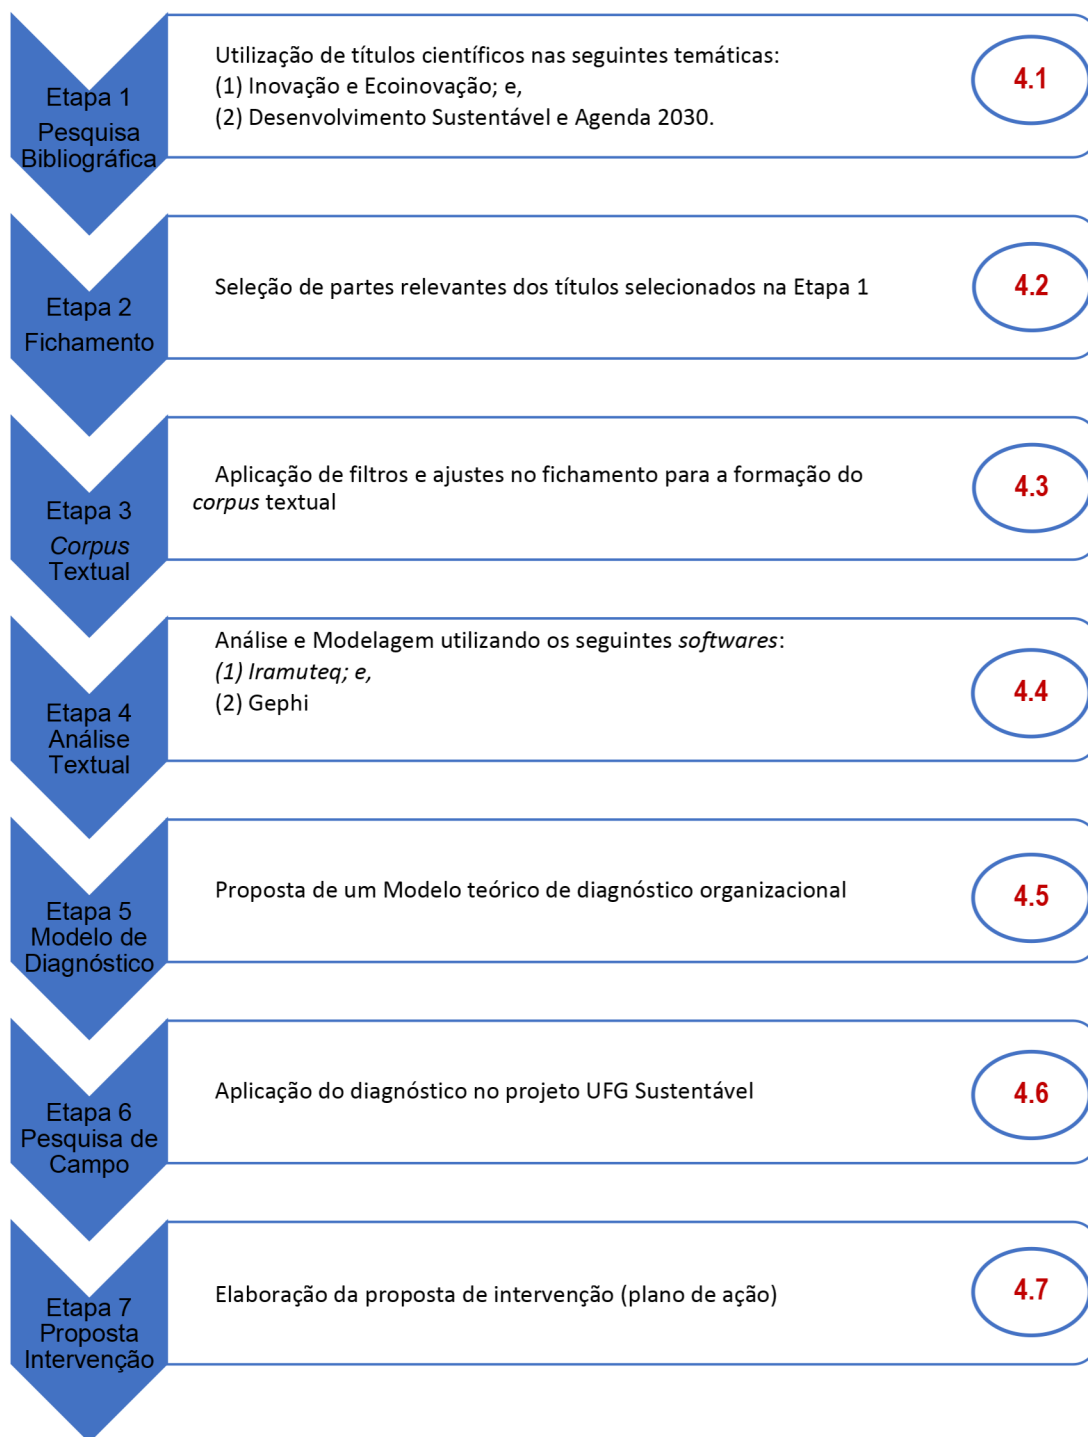 Etapa 1
Pesquisa
Bibliográfica
Utilização de títulos científicos nas seguintes temáticas:
(1) Inovação e Ecoinovação; e,
(2) Desenvolvimento Sustentável e Agenda 2030.
4.1
Etapa 2
Fichamento
Seleção de partes relevantes dos títulos selecionados na Etapa 1
4.2
Etapa 3
Corpus
Textual
Aplicação de filtros e ajustes no fichamento para a formação do
corpus textual
4.3
Etapa 4
Análise
Textual
Análise e Modelagem utilizando os seguintes softwares:
(1) Iramuteq; e,
(2) Gephi
4.4
Etapa 5
Modelo de
Diagnóstico
Proposta de um Modelo teórico de diagnóstico organizacional
4.5
Etapa 6
Pesquisa de
Campo
Aplicação do diagnóstico no projeto UFG Sustentável
4.6
Etapa 7
Proposta
Intervenção
Elaboração da proposta de intervenção (plano de ação)
4.7